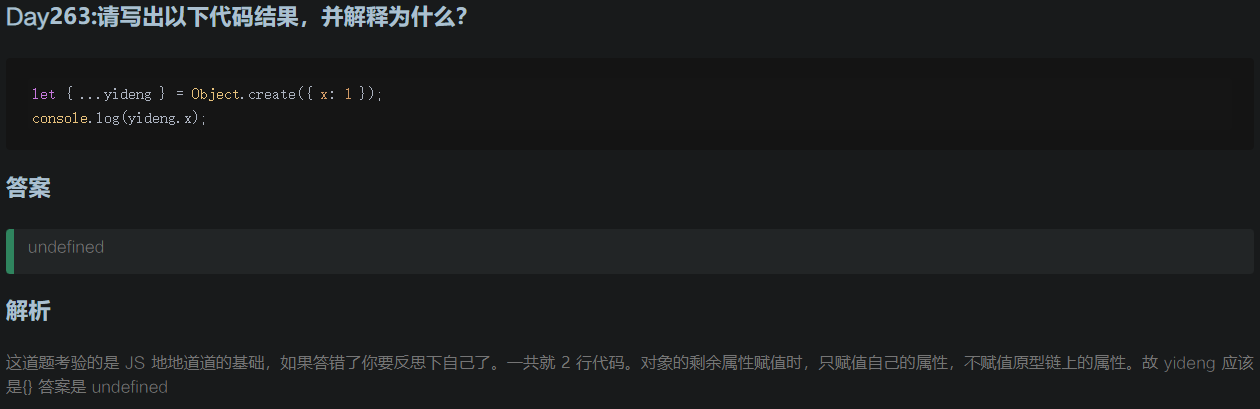 Day263:请写出以下代码结果，并解释为什么？
let { ...yideng } = Object.create({ x: 1 });
console.log(yideng.x);
答案
undefined
解析
这道题考验的是 JS 地地道道的基础，如果答错了你要反思下自己了。一共就 2 行代码。对象的剩余属性赋值时，只赋值自己的属性，不赋值原型链上的属性。故 yideng 应该
是{} 答案是 undefined